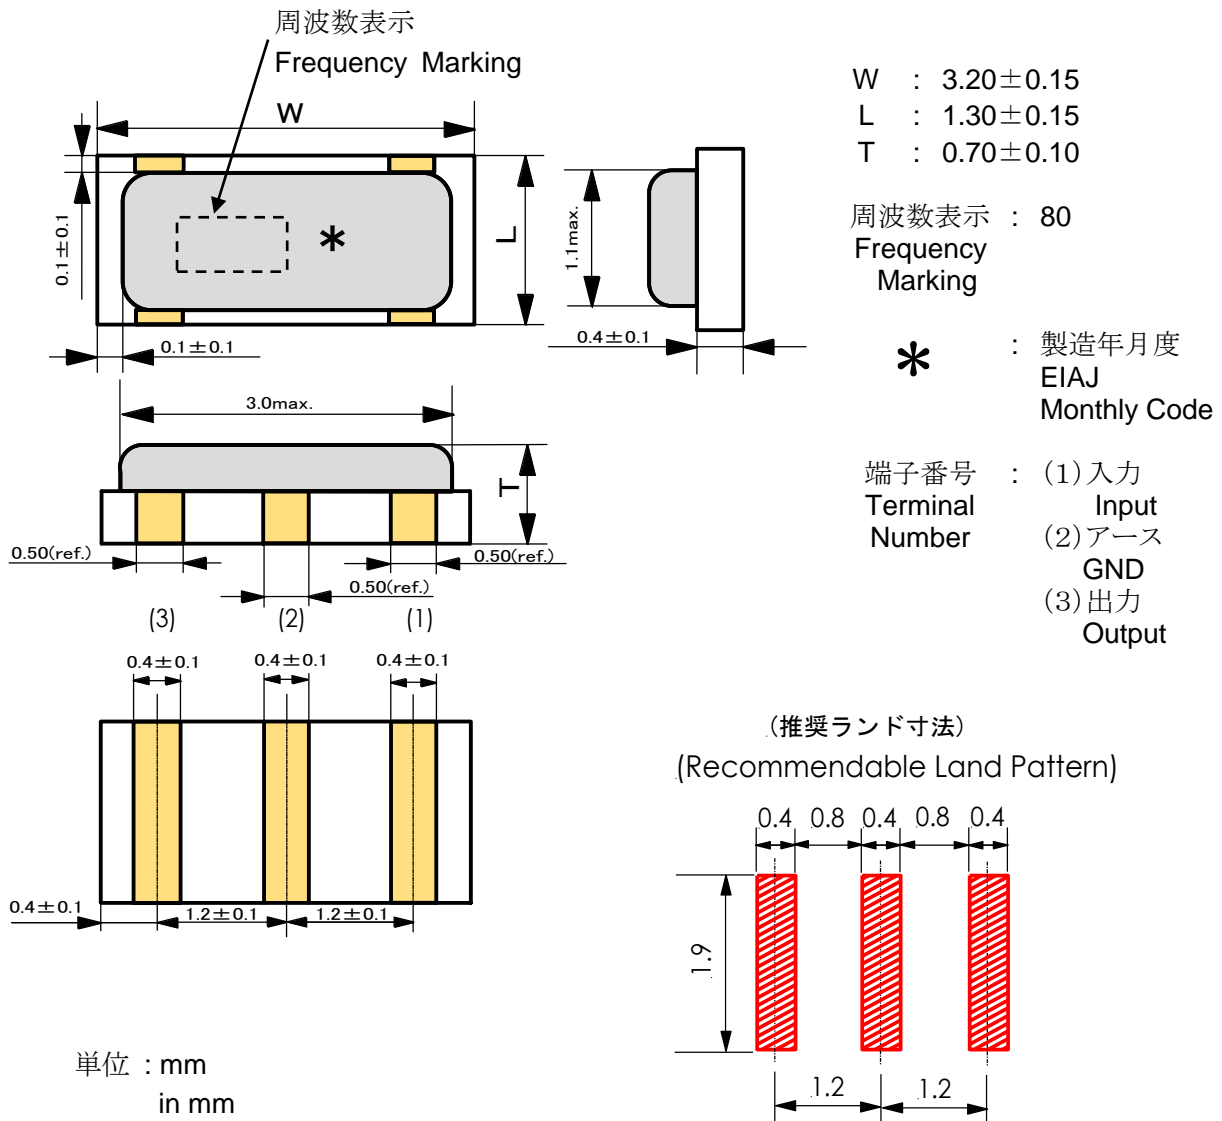 周波数表示
Frequency Marking
W
L
0.1±0.1
0.1±0.1
1.1max.
0.4±0.1
3.0max.
T
0.50(ref.)
0.50(ref.)
0.50(ref.)
(3) (2) (1)
0.4±0.1 0.4±0.1 0.4±0.1
0.4±0.1 1.2±0.1 1.2±0.1
単位 : mm
in mm
W : 3.20±0.15
L : 1.30±0.15
T : 0.70±0.10
周波数表示 : 80
Frequency
Marking
* : 製造年月度
EIAJ
Monthly Code
端子番号 : (1)入力
Terminal Input
Number (2)アース
GND
(3)出力
Output
(推奨ランド寸法)
(Recommendable Land Pattern)
0.4 0.8 0.4 0.8 0.4
1.9
1.2 1.2